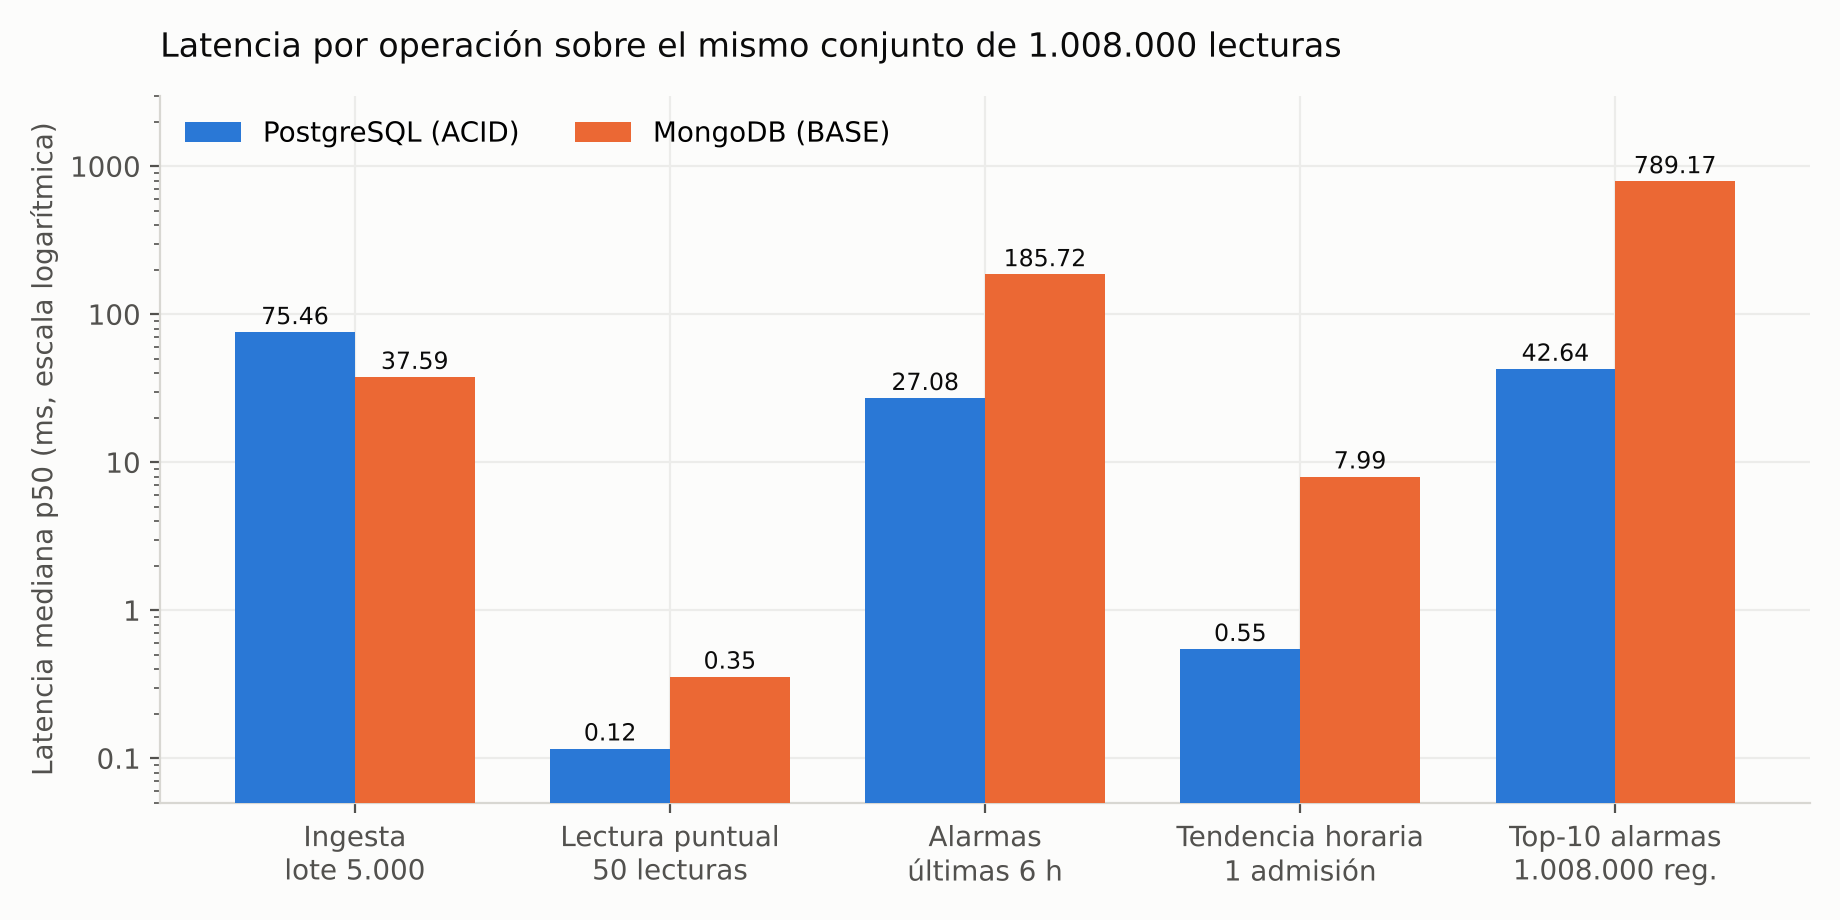 Latencia por operación sobre el mismo conjunto de 1.008.000 lecturas
PostgreSQL (ACID)
MongoDB (BASE)
Latencia mediana p50 (ms, escala logarítmica)
1000
100
10
1
0.1
75.46
37.59
0.12
0.35
27.08
185.72
0.55
7.99
42.64
789.17
Ingesta
lote 5.000
Lectura puntual
50 lecturas
Alarmas
últimas 6 h
Tendencia horaria
1 admisión
Top-10 alarmas
1.008.000 reg.